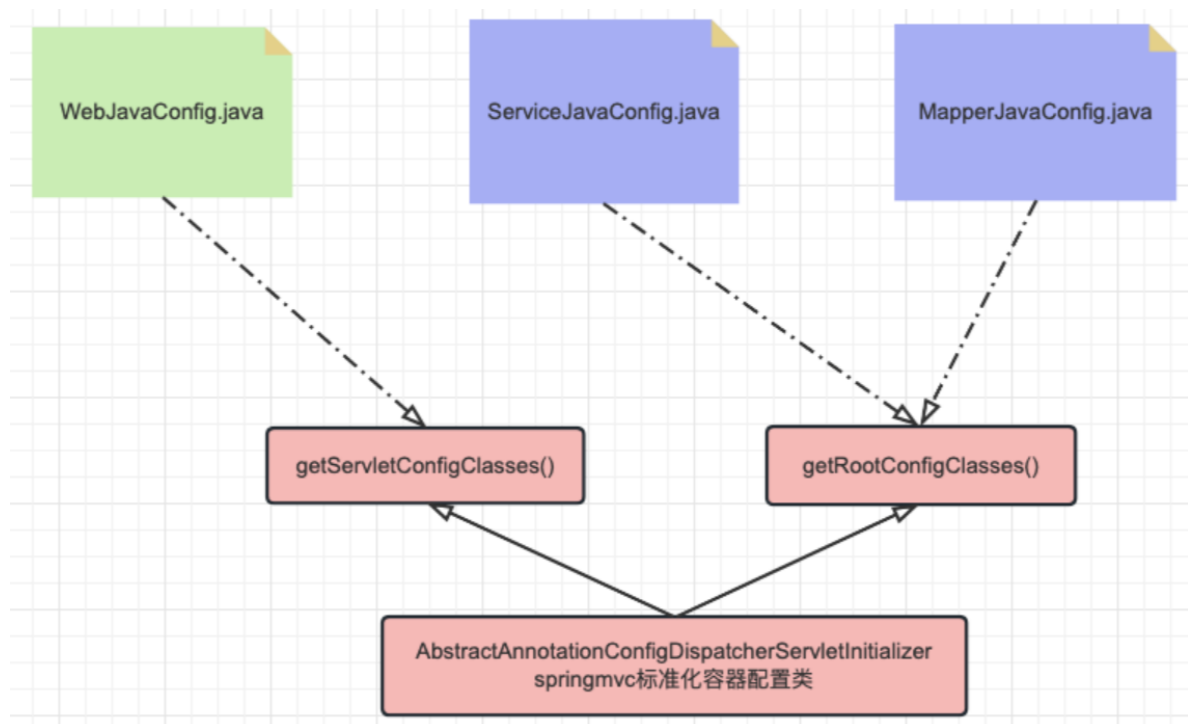 WebJavaConfig.java
ServiceJavaConfig.java
MapperJavaConfig.java
getServletConfigClasses()
getRootConfigClasses()
AbstractAnnotationConfigDispatcherServletInitializer
springmvc标准化容器配置类